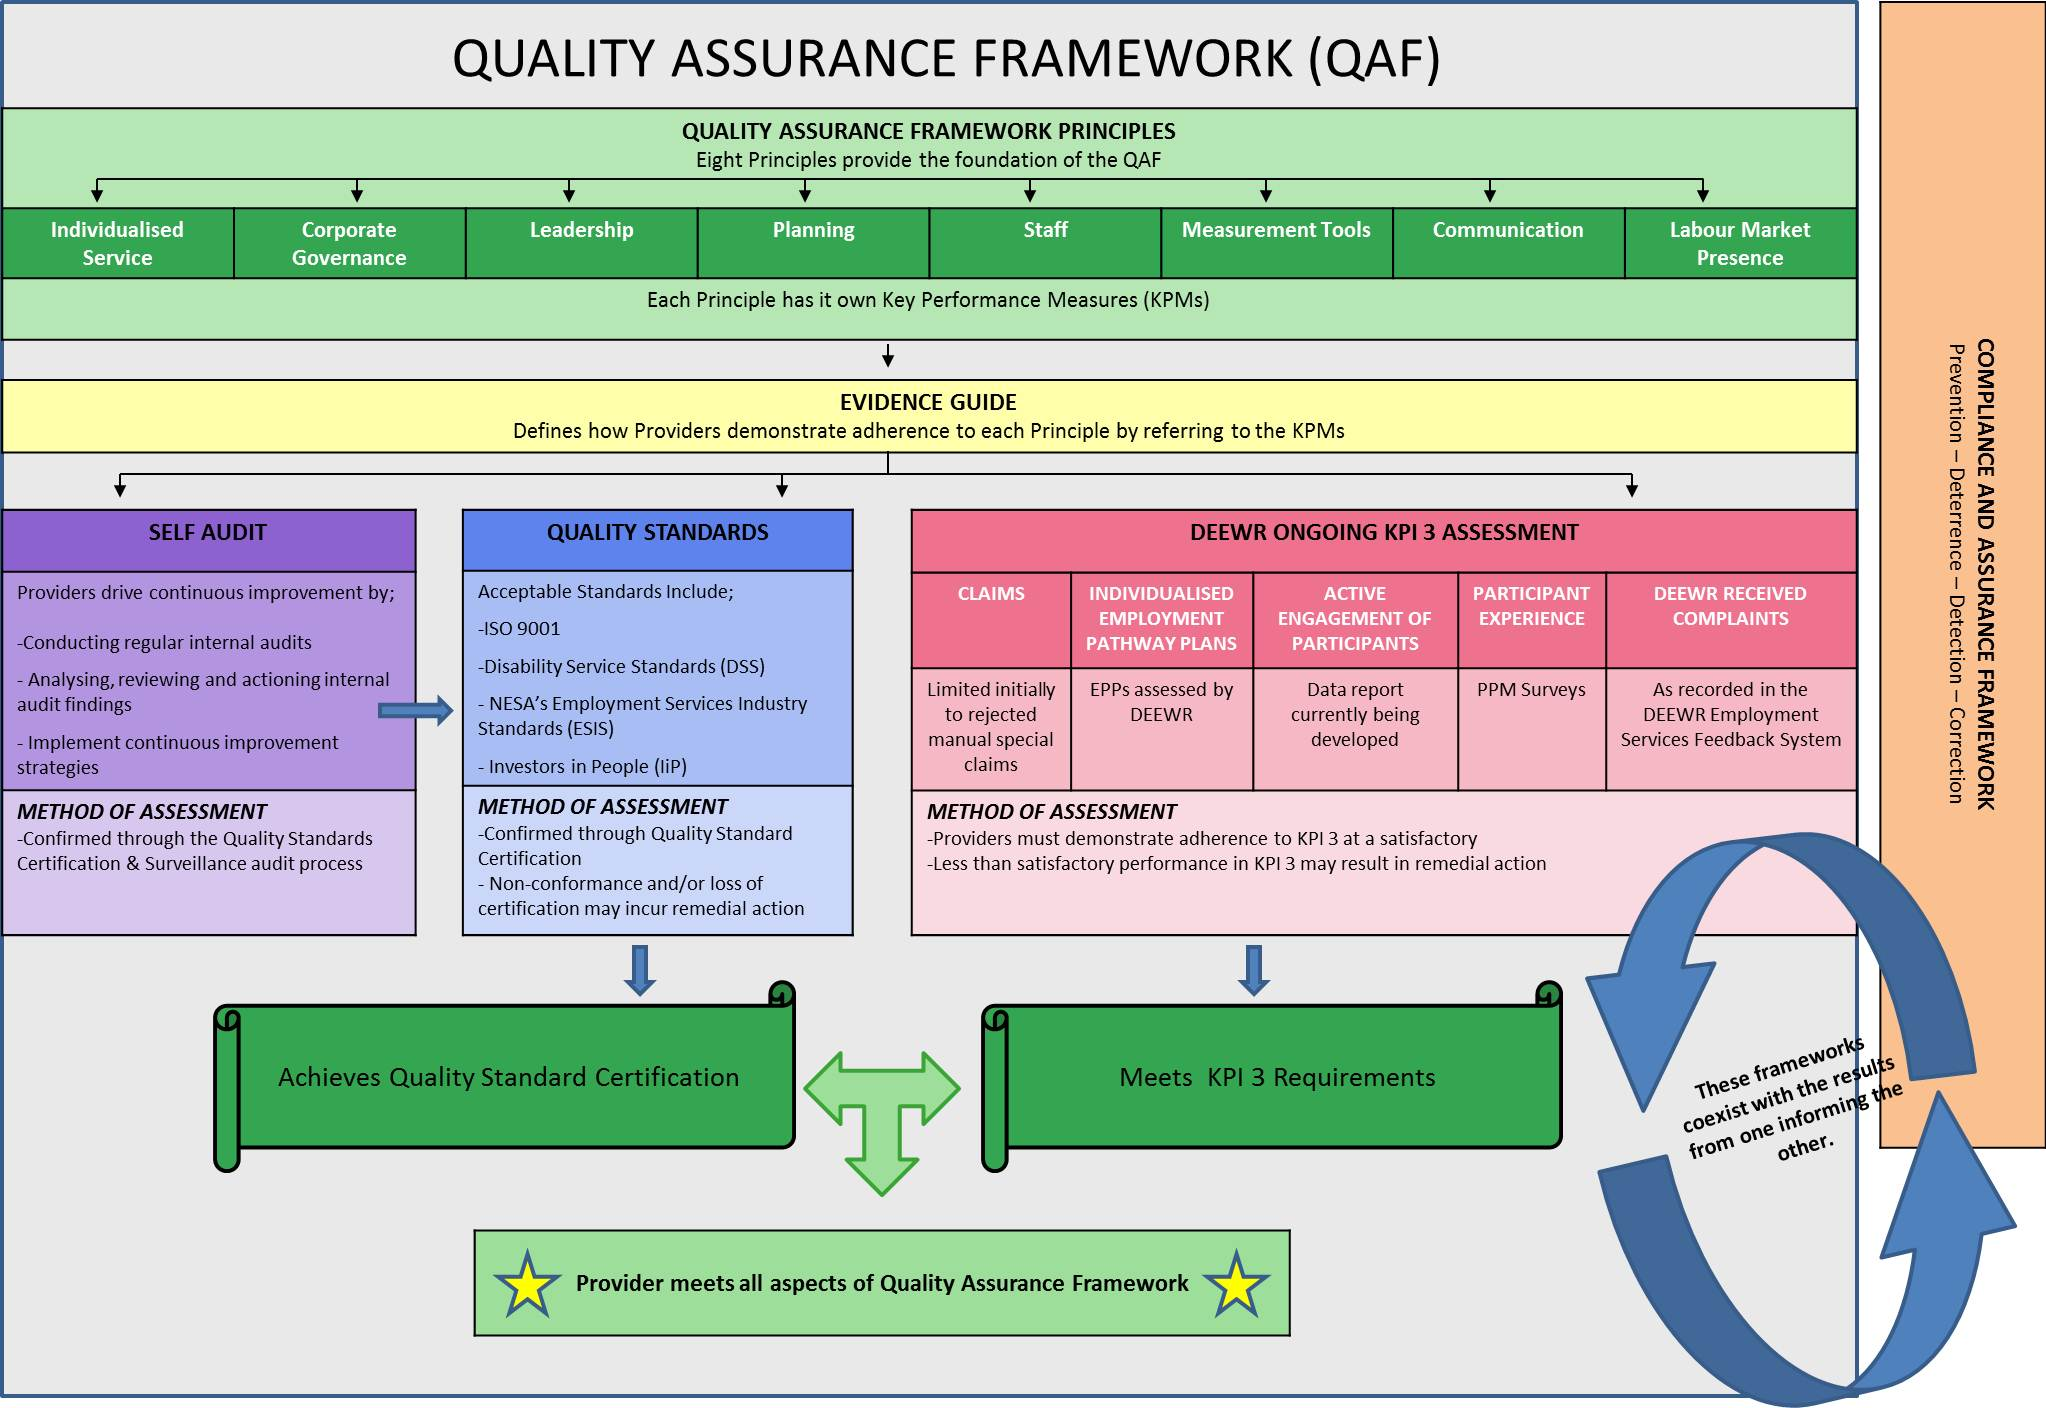 QUALITY ASSURANCE FRAMEWORK (QAF)
QUALITY ASSURANCE FRAMEWORK PRINCIPLES
Eight Principles provide the foundation of the QAF
Individualised
Service
Corporate
Governance
Leadership
Planning
Staff
Measurement Tools
Communication
Labour Market
Presence
Each Principle has it own Key Performance Measures (KPMs)
EVIDENCE GUIDE
Defines how Providers demonstrate adherence to each Principle by referring to the KPMs
SELF AUDIT
Providers drive continuous improvement by;
-Conducting regular internal audits
- Analysing, reviewing and actioning internal
audit findings
- Implement continuous improvement
strategies
METHOD OF ASSESSMENT
-Confirmed through the Quality Standards
Certification & Surveillance audit process
QUALITY STANDARDS
Acceptable Standards Include;
-ISO 9001
-Disability Service Standards (DSS)
- NESA's Employment Services Industry
Standards (ESIS)
- Investors in People (IiP)
METHOD OF ASSESSMENT
-Confirmed through Quality Standard
Certification
- Non-conformance and/or loss of
certification may incur remedial action
DEEWR ONGOING KPI 3 ASSESSMENT
CLAIMS
Limited initially
to rejected
manual special
claims
INDIVIDUALISED
EMPLOYMENT
PATHWAY PLANS
EPPs assessed by
DEEWR
ACTIVE
ENGAGEMENT OF
PARTICIPANTS
Data report
currently being
developed
PARTICIPANT
EXPERIENCE
PPM Surveys
DEEWR RECEIVED
COMPLAINTS
As recorded in the
DEEWR Employment
Services Feedback System
METHOD OF ASSESSMENT
-Providers must demonstrate adherence to KPI 3 at a satisfactory
-Less than satisfactory performance in KPI 3 may result in remedial action
Achieves Quality Standard Certification
Meets KPI 3 Requirements
Provider meets all aspects of Quality Assurance Framework
These frameworks
coexist with the results
from one informing the
other.
COMPLIANCE AND ASSURANCE FRAMEWORK
Prevention – Deterrence – Detection – Correction